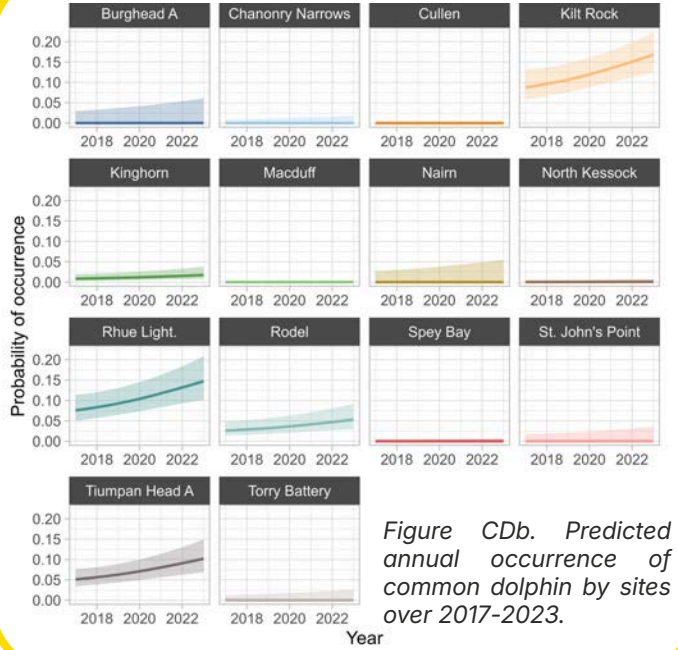 Burghead A Chanonry Narrows Cullen Kilt Rock
0.20
0.15
0.10
0.05
0.00
2018 2020 2022 2018 2020 2022 2018 2020 2022 2018 2020 2022
Kinghorn Macduff Nairn North Kessock
0.20
0.15
0.10
0.05
0.00
2018 2020 2022 2018 2020 2022 2018 2020 2022 2018 2020 2022
Probability of occurrence
Rhue Light. Rodel Spey Bay St. John's Point
0.20
0.15
0.10
0.05
0.00
2018 2020 2022 2018 2020 2022 2018 2020 2022 2018 2020 2022
Tiumpan Head A Torry Battery
0.20
0.15
0.10
0.05
0.00
2018 2020 2022 2018 2020 2022
Year
Figure CDb. Predicted
annual occurrence of
common dolphin by sites
over 2017-2023.